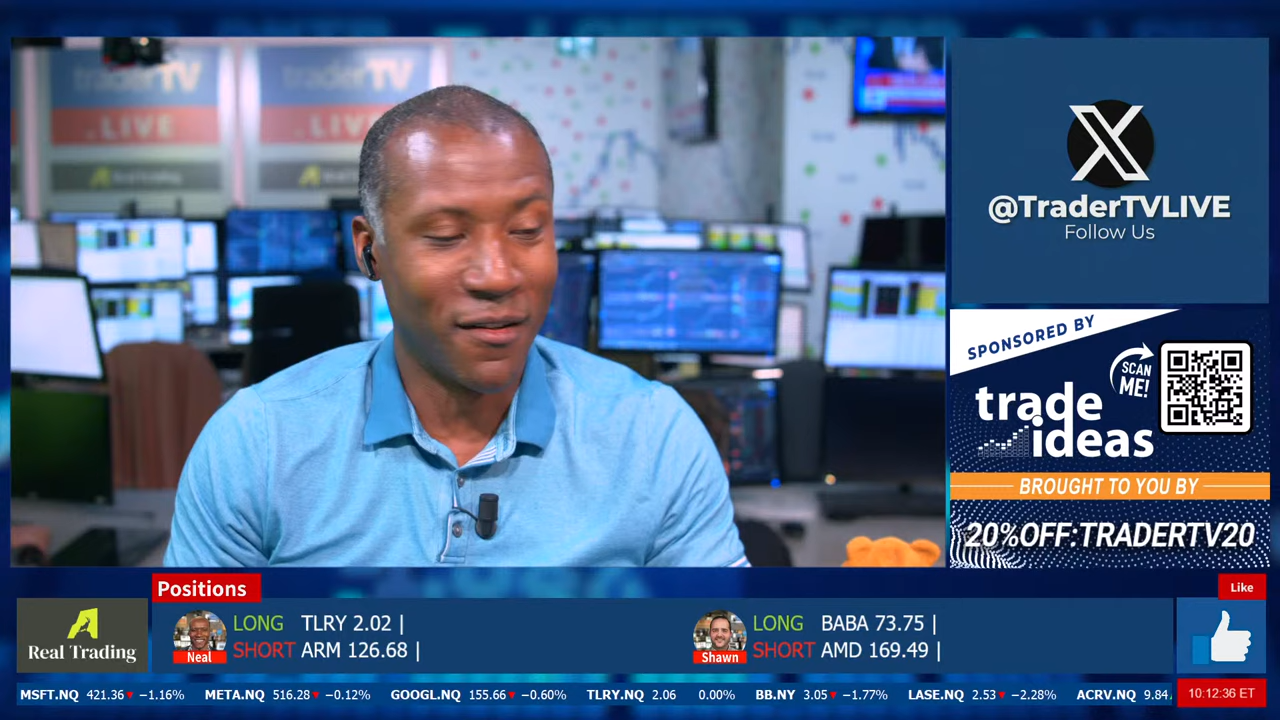 traderTV
.LIVE
traderTV
.LIVE
@TraderTVLIVE
Follow Us
SPONSORED BY
SCAN
ME!
trade
ideas
BROUGHT TO YOU BY
20%OFF:TRADERTV20
Positions
Like
Real Trading
Neal
LONG TLRY 2.02 |
SHORT ARM 126.68 |
Shawn
LONG BABA 73.75 |
SHORT AMD 169.49 |
MSFT.NQ 421.36▼ −1.16% META.NQ 516.28▼ −0.12% GOOGL.NQ 155.66▼ −0.60% TLRY.NQ 2.06 0.00% BB.NY 3.05▼ −1.77% LASE.NQ 2.53▼ −2.28% ACRV.NQ 9.84
10:12:36 ET